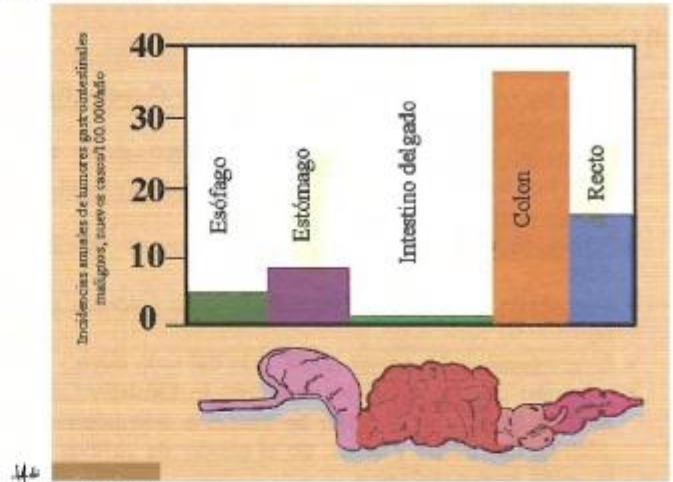 Incidencias anuales de tumores gastrointestinales
malignos, nuevos casos/100.000/año
40
30
20
10
0
Esófago
Estómago
Intestino delgado
Colon
Recto